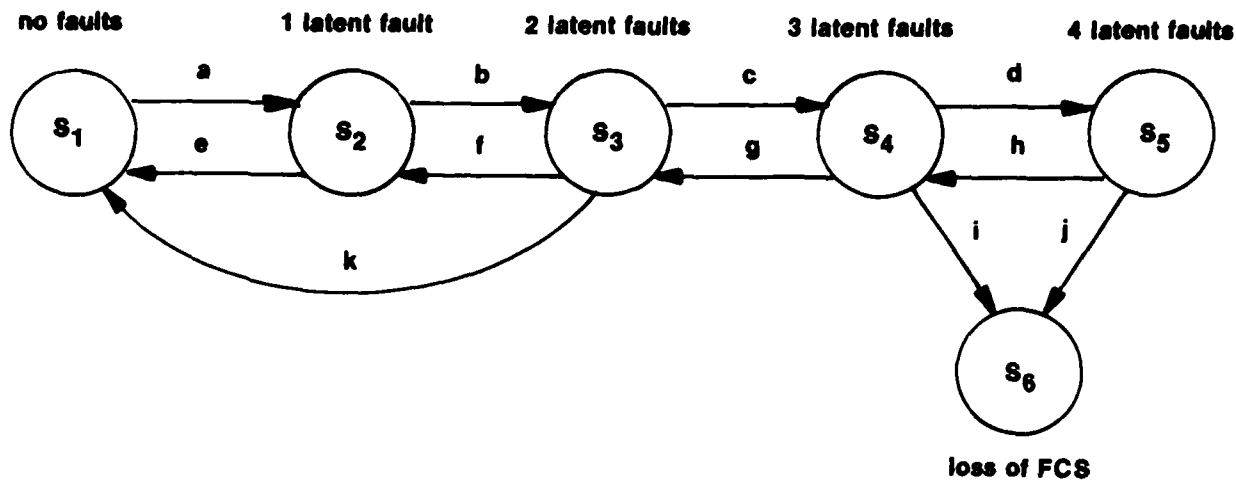 no faults
1 latent fault
2 latent faults
3 latent faults
4 latent faults
a
b
c
d
S1
S2
S3
S4
S5
e
f
g
h
k
i
j
S6
loss of FCS